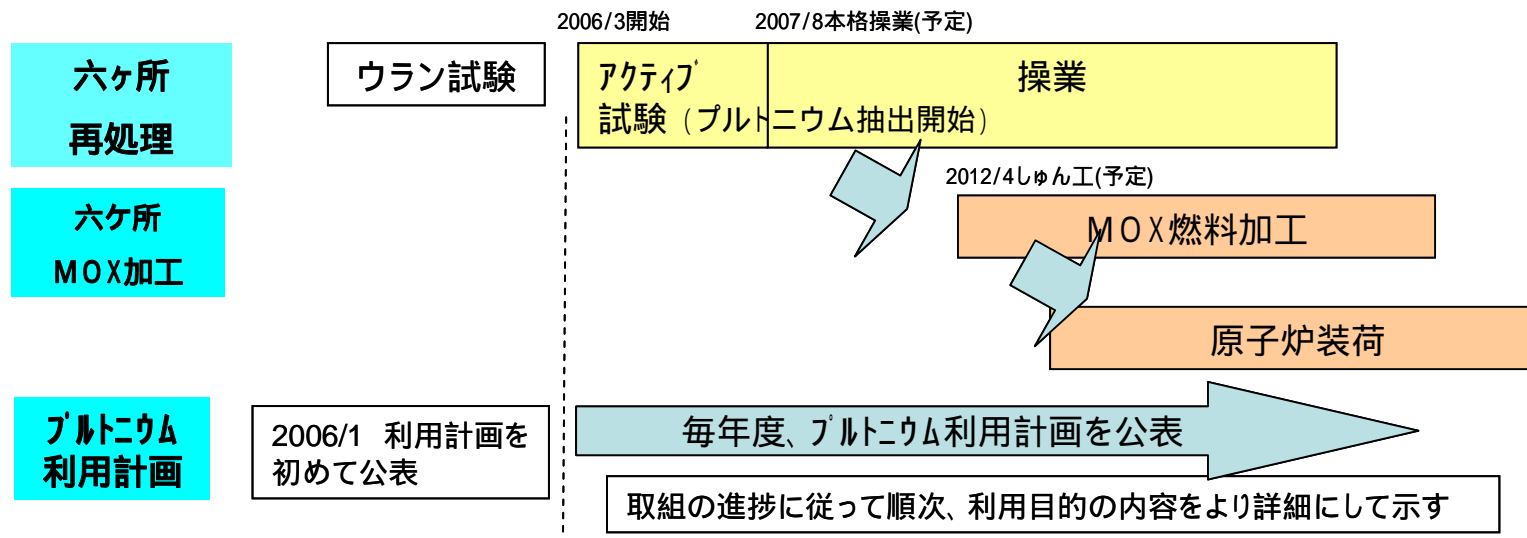 2006/3開始
2007/8本格操業(予定)
六ヶ所
再処理
ウラン試験
アクティブ
試験(プルトニウム抽出開始)
操業
2012/4しゅん工(予定)
六ケ所
MOX加工
MOX燃料加工
原子炉装荷
プルトニウム
利用計画
2006/1 利用計画を
初めて公表
毎年度、プルトニウム利用計画を公表
取組の進捗に従って順次、利用目的の内容をより詳細にして示す